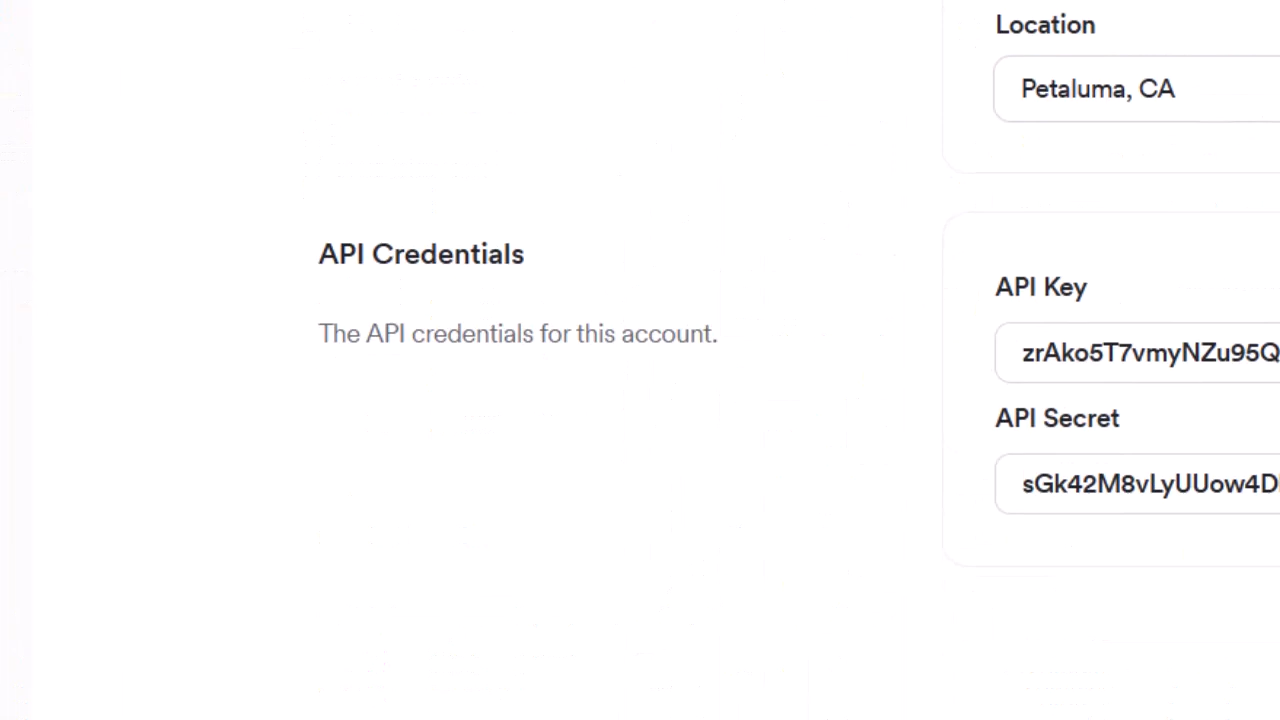 Location
Petaluma, CA
API Credentials
The API credentials for this account.
API Key
zrAko5T7vmyNZu95Q
API Secret
sGk42M8vLyUUow4D